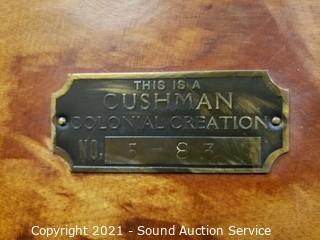 THIS IS A
CUSHMAN
COLONIAL CREATION
NO. 5-83
Copyright 2021 - Sound Auction Service